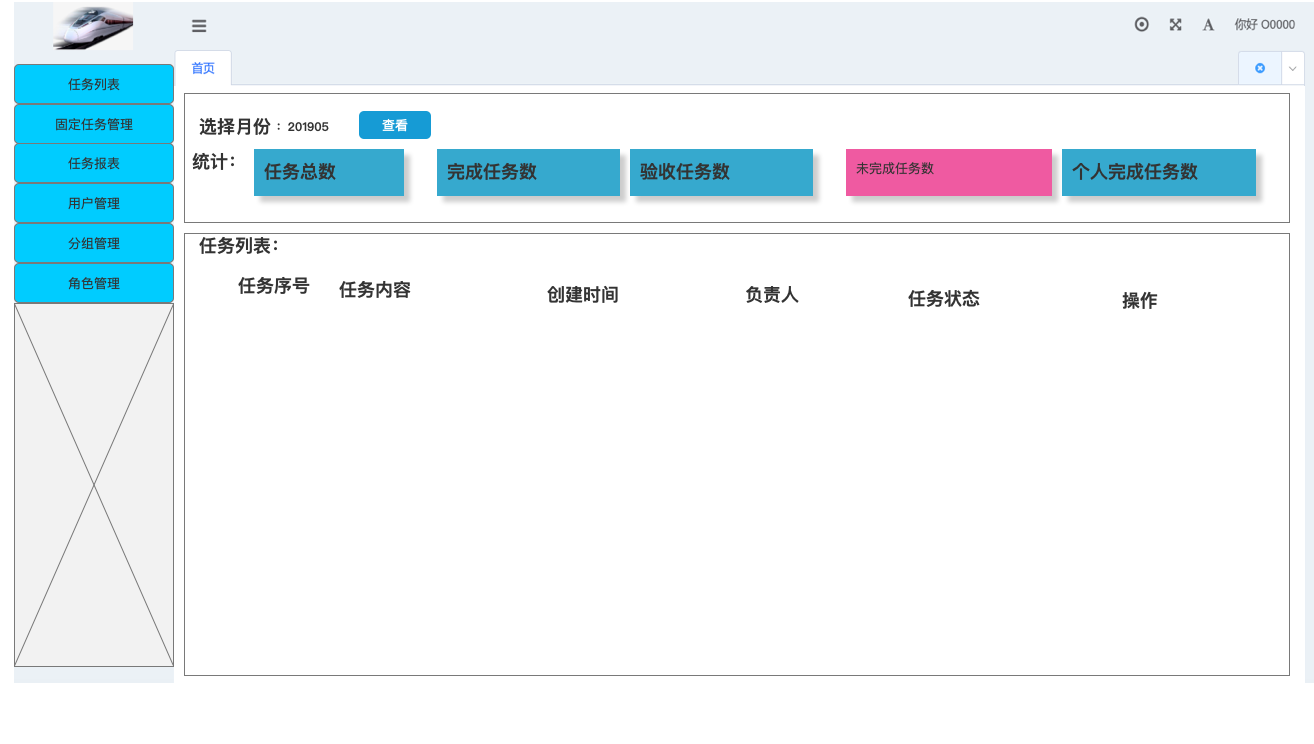 你好 O0000
首页
任务列表
固定任务管理
任务报表
用户管理
分组管理
角色管理
选择月份：201905 查看
统计：
任务总数
完成任务数
验收任务数
未完成任务数
个人完成任务数
任务列表：
任务序号 任务内容 创建时间 负责人 任务状态 操作